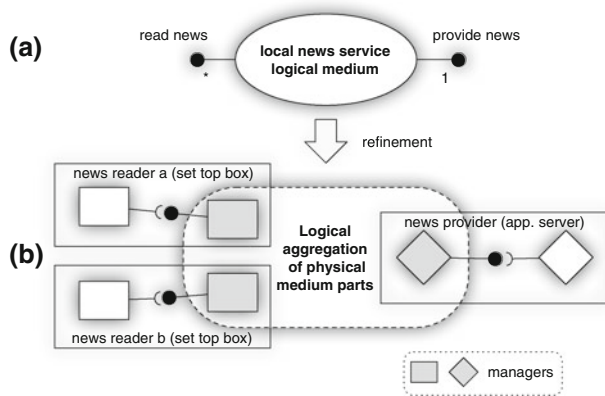 (a)
read news
*
local news service
logical medium
provide news
1
refinement
(b)
news reader a (set top box)
Logical
aggregation
of physical
medium parts
news provider (app. server)
news reader b (set top box)
managers